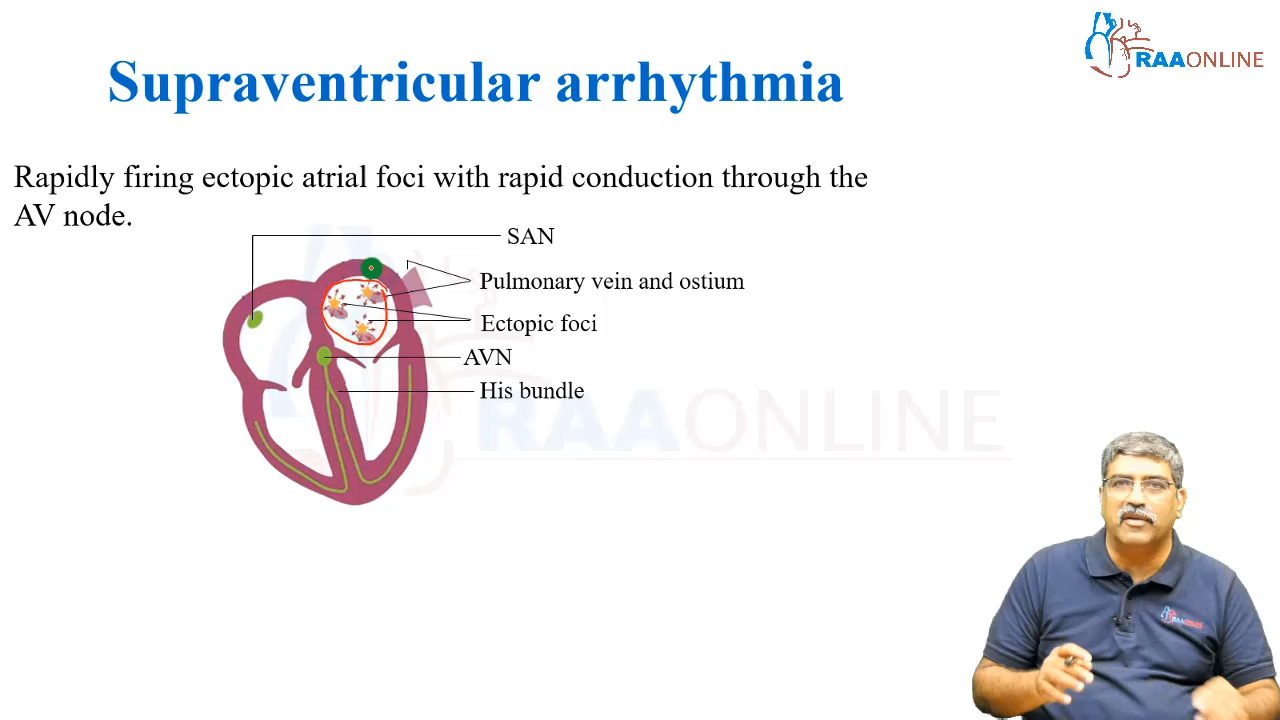 RAAONLINE
Supraventricular arrhythmia
Rapidly firing ectopic atrial foci with rapid conduction through the
AV node.
SAN
Pulmonary vein and ostium
Ectopic foci
AVN
His bundle
RAAONLINE
RAAONLINE